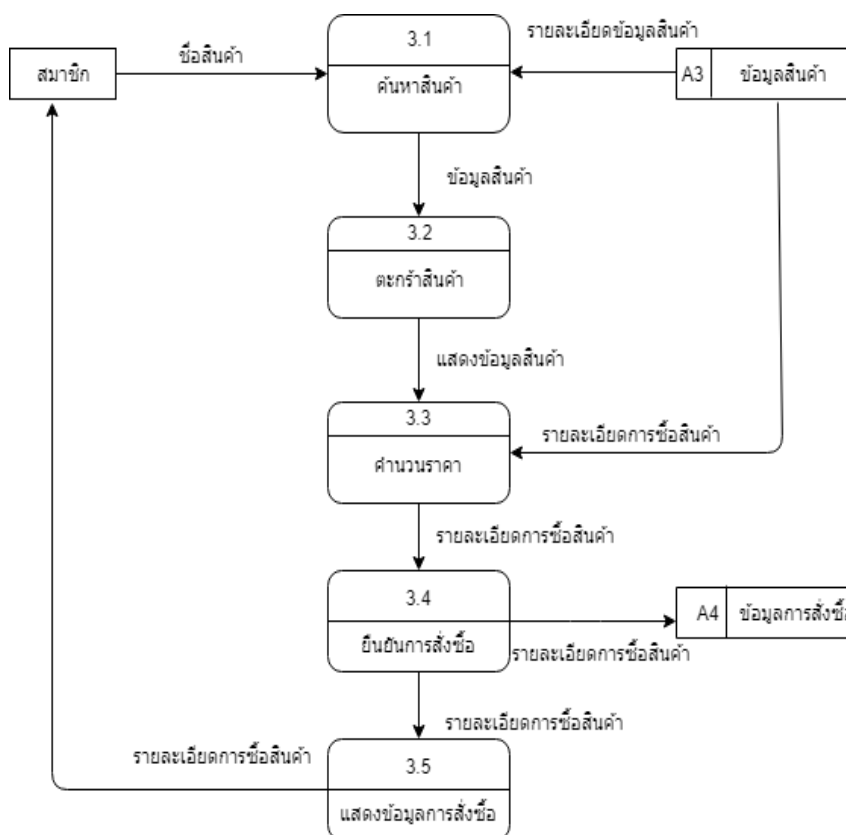 3.1
รายละเอียดข้อมูลสินค้า
ชื่อสินค้า
สมาชิก
ค้นหาสินค้า
A3
ข้อมูลสินค้า
ข้อมูลสินค้า
3.2
ตะกร้าสินค้า
แสดงข้อมูลสินค้า
3.3
รายละเอียดการซื้อสินค้า
คำนวนราคา
รายละเอียดการซื้อสินค้า
3.4
A4
ข้อมูลการสั่งซื้อ
ยืนยันการสั่งซื้อ
รายละเอียดการซื้อสินค้า
รายละเอียดการซื้อสินค้า
รายละเอียดการซื้อสินค้า
3.5
แสดงข้อมูลการสั่งซื้อ